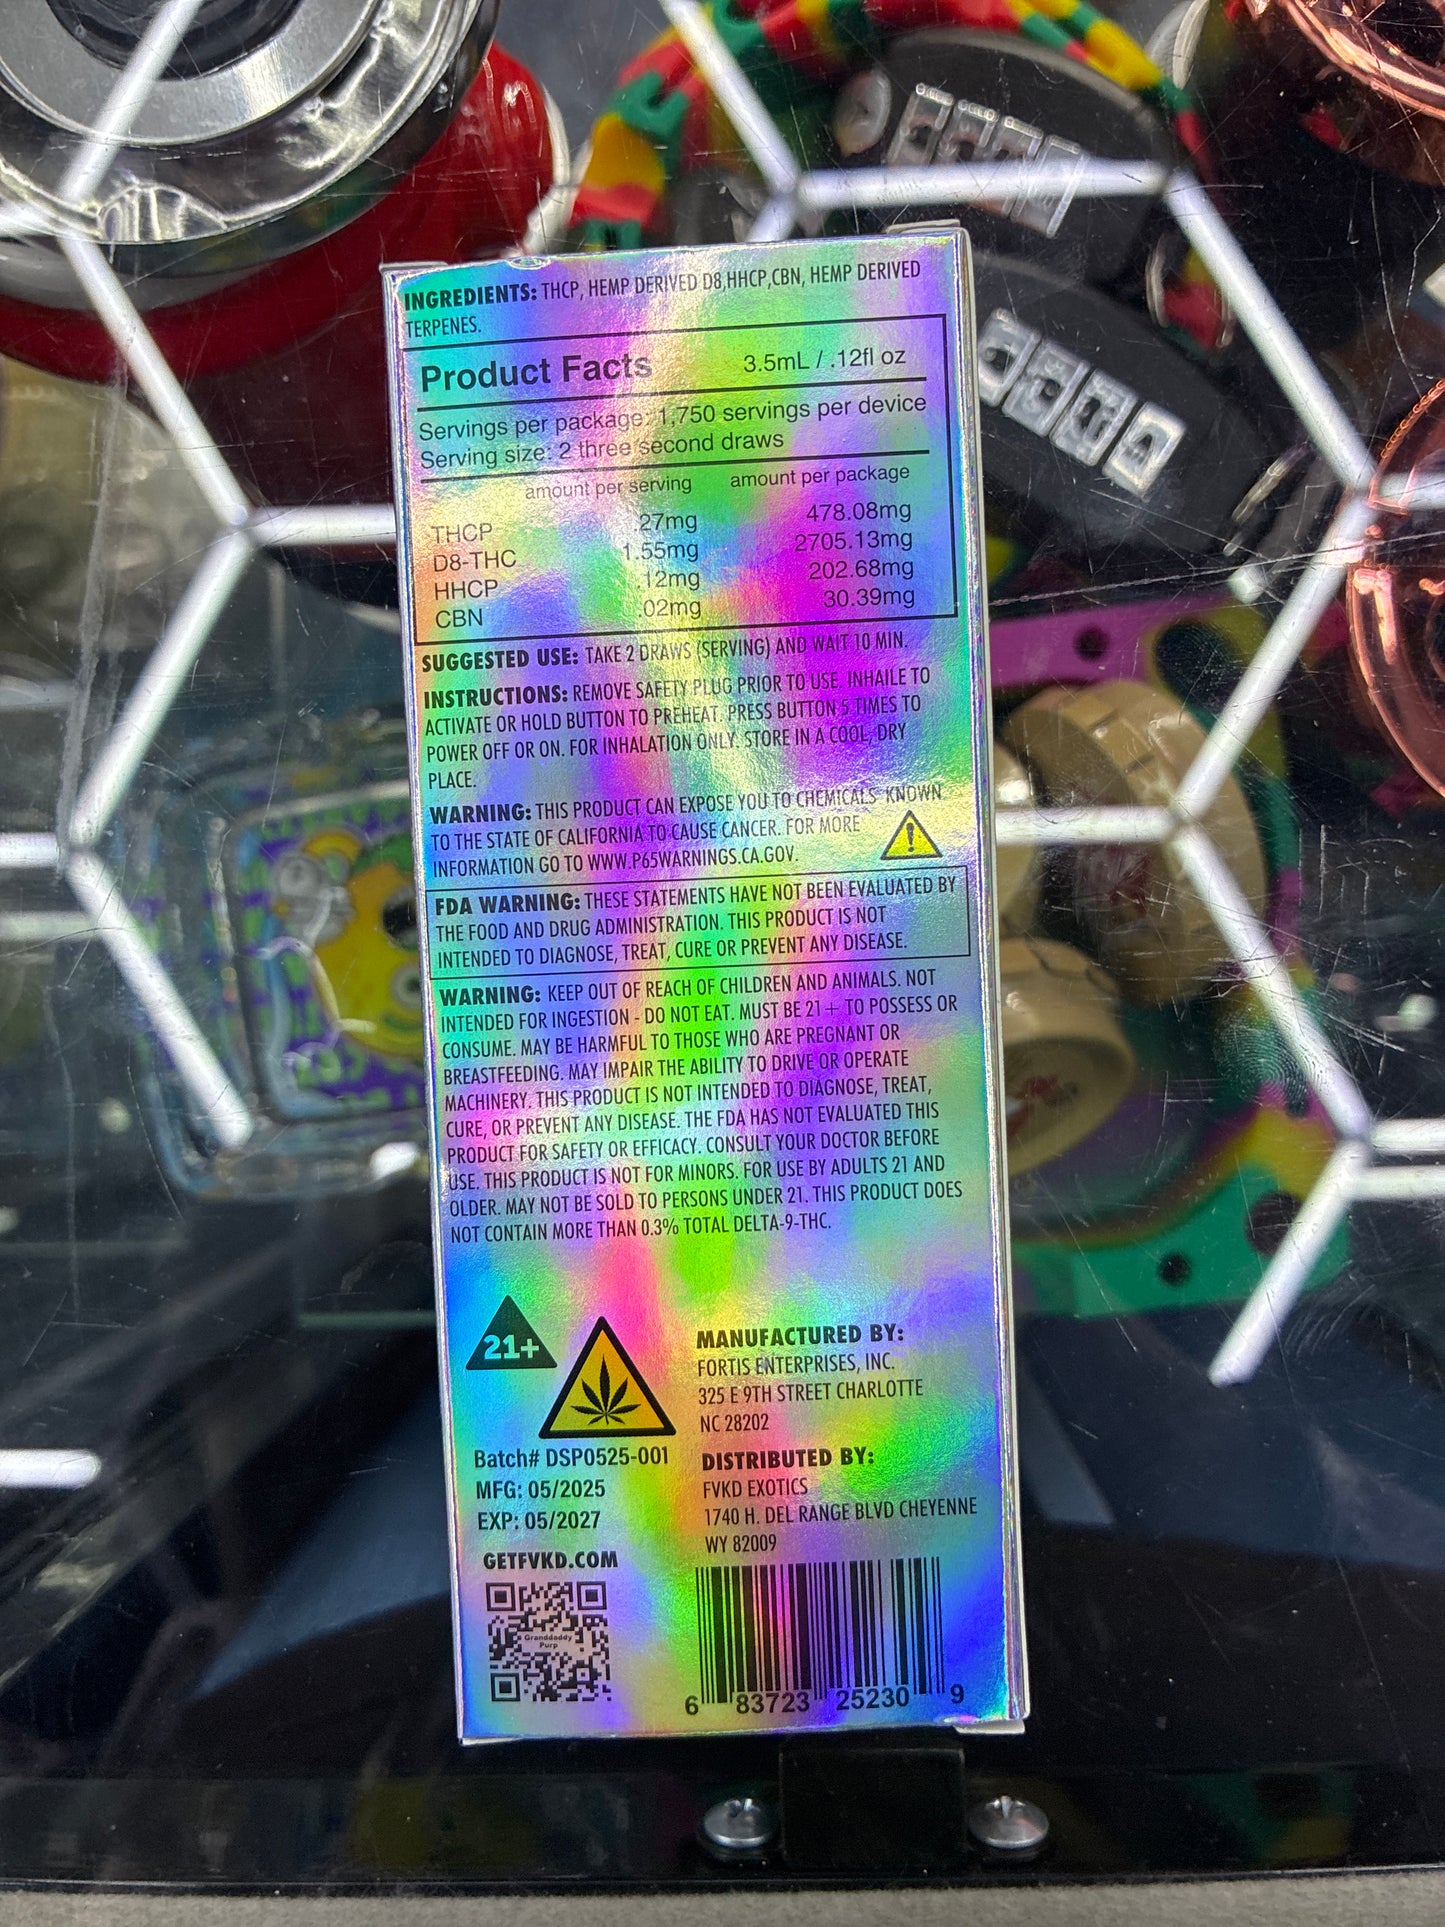 INGREDIENTS: THCP, HEMP DERIVED D8,HHCP,CBN, HEMP DERIVED
TERPENES.
Product Facts 3.5mL / .12fl oz
Servings per package: 1,750 servings per device
Serving size: 2 three second draws
amount per serving amount per package
THCP .27mg 478.08mg
D8-THC 1.55mg 2705.13mg
HHCP .12mg 202.68mg
CBN .02mg 30.39mg
SUGGESTED USE: TAKE 2 DRAWS (SERVING) AND WAIT 10 MIN.
INSTRUCTIONS: REMOVE SAFETY PLUG PRIOR TO USE. INHAILE TO
ACTIVATE OR HOLD BUTTON TO PREHEAT. PRESS BUTTON 5 TIMES TO
POWER OFF OR ON. FOR INHALATION ONLY. STORE IN A COOL, DRY
PLACE.
WARNING: THIS PRODUCT CAN EXPOSE YOU TO CHEMICALS KNOWN
TO THE STATE OF CALIFORNIA TO CAUSE CANCER. FOR MORE
INFORMATION GO TO WWW.P65WARNINGS.CA.GOV.
FDA WARNING: THESE STATEMENTS HAVE NOT BEEN EVALUATED BY
THE FOOD AND DRUG ADMINISTRATION. THIS PRODUCT IS NOT
INTENDED TO DIAGNOSE, TREAT, CURE OR PREVENT ANY DISEASE.
WARNING: KEEP OUT OF REACH OF CHILDREN AND ANIMALS. NOT
INTENDED FOR INGESTION - DO NOT EAT. MUST BE 21+ TO POSSESS OR
CONSUME. MAY BE HARMFUL TO THOSE WHO ARE PREGNANT OR
BREASTFEEDING. MAY IMPAIR THE ABILITY TO DRIVE OR OPERATE
MACHINERY. THIS PRODUCT IS NOT INTENDED TO DIAGNOSE, TREAT,
CURE, OR PREVENT ANY DISEASE. THE FDA HAS NOT EVALUATED THIS
PRODUCT FOR SAFETY OR EFFICACY. CONSULT YOUR DOCTOR BEFORE
USE. THIS PRODUCT IS NOT FOR MINORS. FOR USE BY ADULTS 21 AND
OLDER. MAY NOT BE SOLD TO PERSONS UNDER 21. THIS PRODUCT DOES
NOT CONTAIN MORE THAN 0.3% TOTAL DELTA-9-THC.
21+
Batch# DSP0525-001
MFG: 05/2025
EXP: 05/2027
GETFVKD.COM
Granddaddy
Purp
MANUFACTURED BY:
FORTIS ENTERPRISES, INC.
325 E 9TH STREET CHARLOTTE
NC 28202
DISTRIBUTED BY:
FVKD EXOTICS
1740 H. DEL RANGE BLVD CHEYENNE
WY 82009
6 83723 25230 9